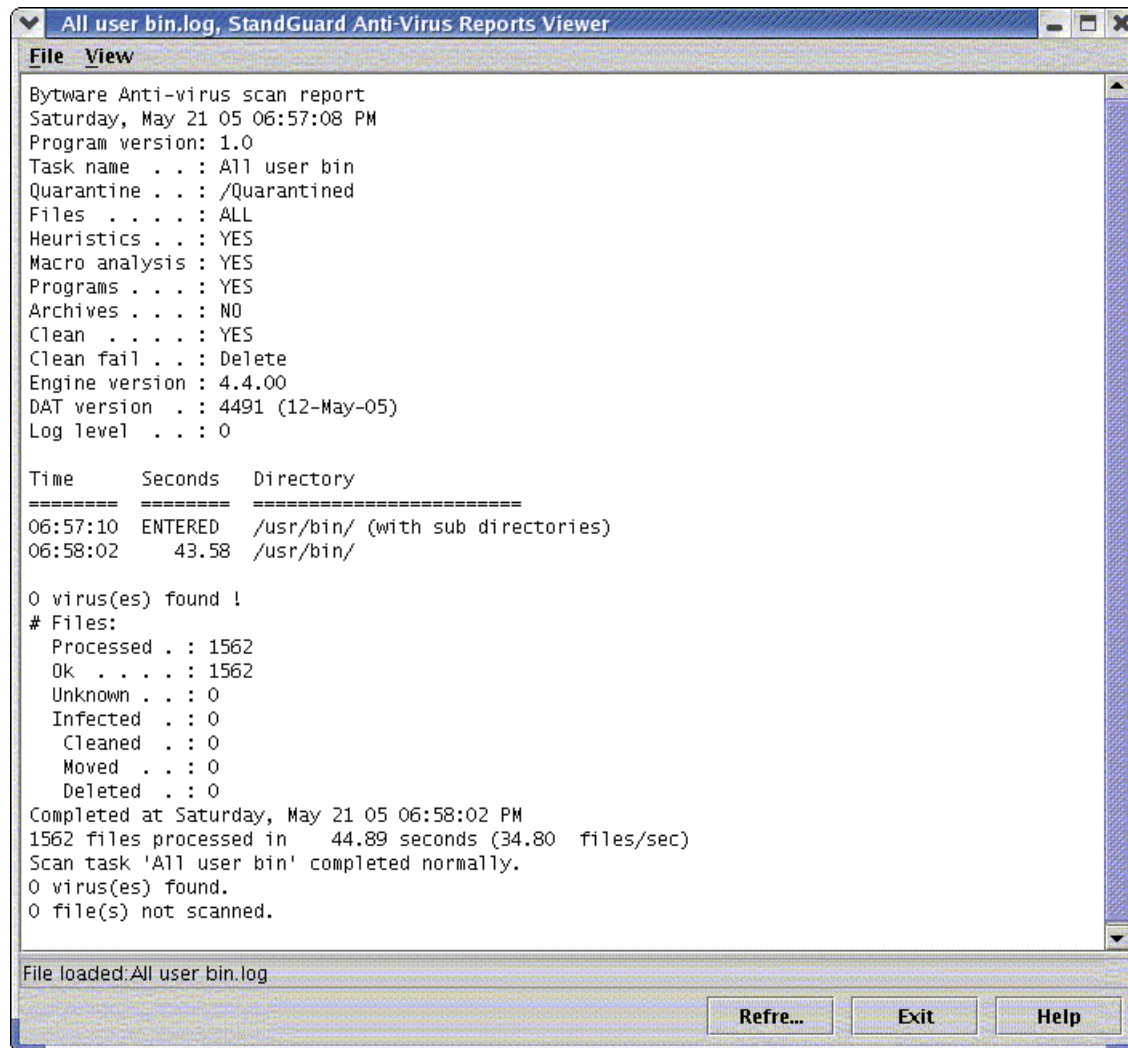 All user bin.log, StandGuard Anti-Virus Reports Viewer
File View
Bytware Anti-virus scan report
Saturday, May 21 05 06:57:08 PM
Program version: 1.0
Task name . . : All user bin
Quarantine . . : /Quarantined
Files . . . . : ALL
Heuristics . . : YES
Macro analysis : YES
Programs . . . : YES
Archives . . . : NO
Clean . . . . : YES
Clean fail . . : Delete
Engine version : 4.4.00
DAT version . : 4491 (12-May-05)
Log level . . : 0
Time Seconds Directory
======== ======== ========================
06:57:10 ENTERED /usr/bin/ (with sub directories)
06:58:02 43.58 /usr/bin/
0 virus(es) found !
# Files:
Processed . : 1562
Ok . . . . : 1562
Unknown . . : 0
Infected . : 0
Cleaned . : 0
Moved . . : 0
Deleted . : 0
Completed at Saturday, May 21 05 06:58:02 PM
1562 files processed in 44.89 seconds (34.80 files/sec)
Scan task 'All user bin' completed normally.
0 virus(es) found.
0 file(s) not scanned.
File loaded:All user bin.log
Refre... Exit Help